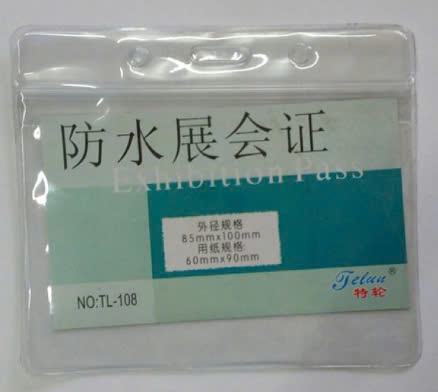 防水展会证
Exhibition Pass
外径规格
85mmx100mm
用纸规格:
60mmx90mm
Telun®
特轮
NO:TL-108